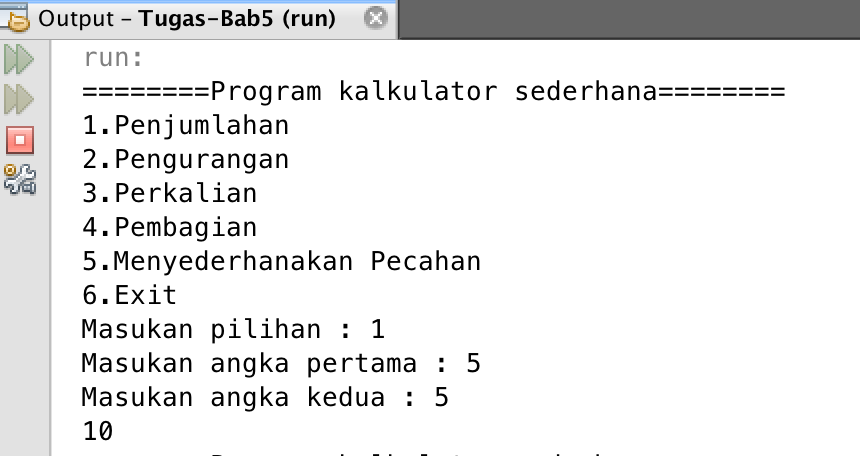 Output – Tugas-Bab5 (run)
run:
========Program kalkulator sederhana========
1.Penjumlahan
2.Pengurangan
3.Perkalian
4.Pembagian
5.Menyederhanakan Pecahan
6.Exit
Masukan pilihan : 1
Masukan angka pertama : 5
Masukan angka kedua : 5
10